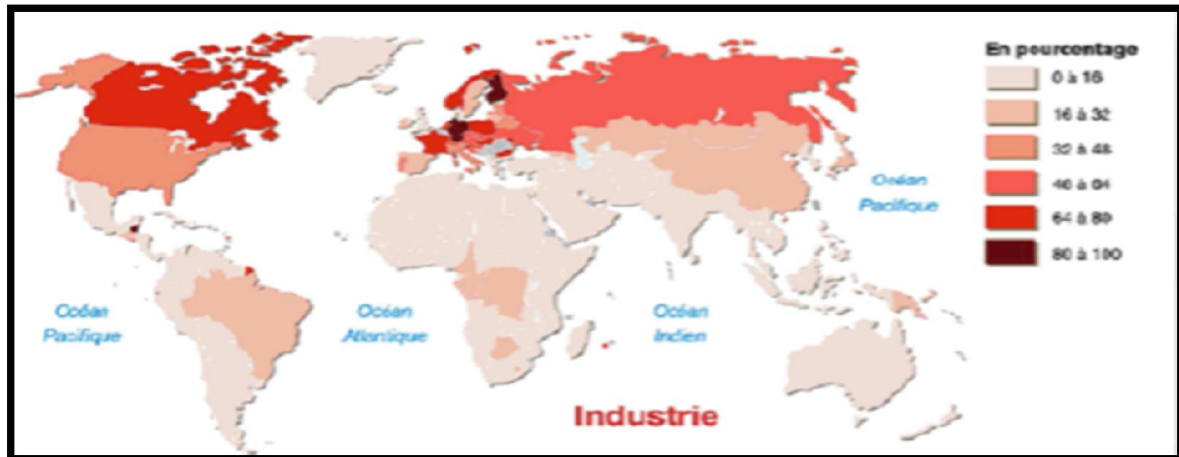 En pourcentage
0 à 16
16 à 32
32 à 48
48 à 64
64 à 80
80 à 100
Océan
Pacifique
Océan
Pacifique
Océan
Atlantique
Océan
Indien
Industrie